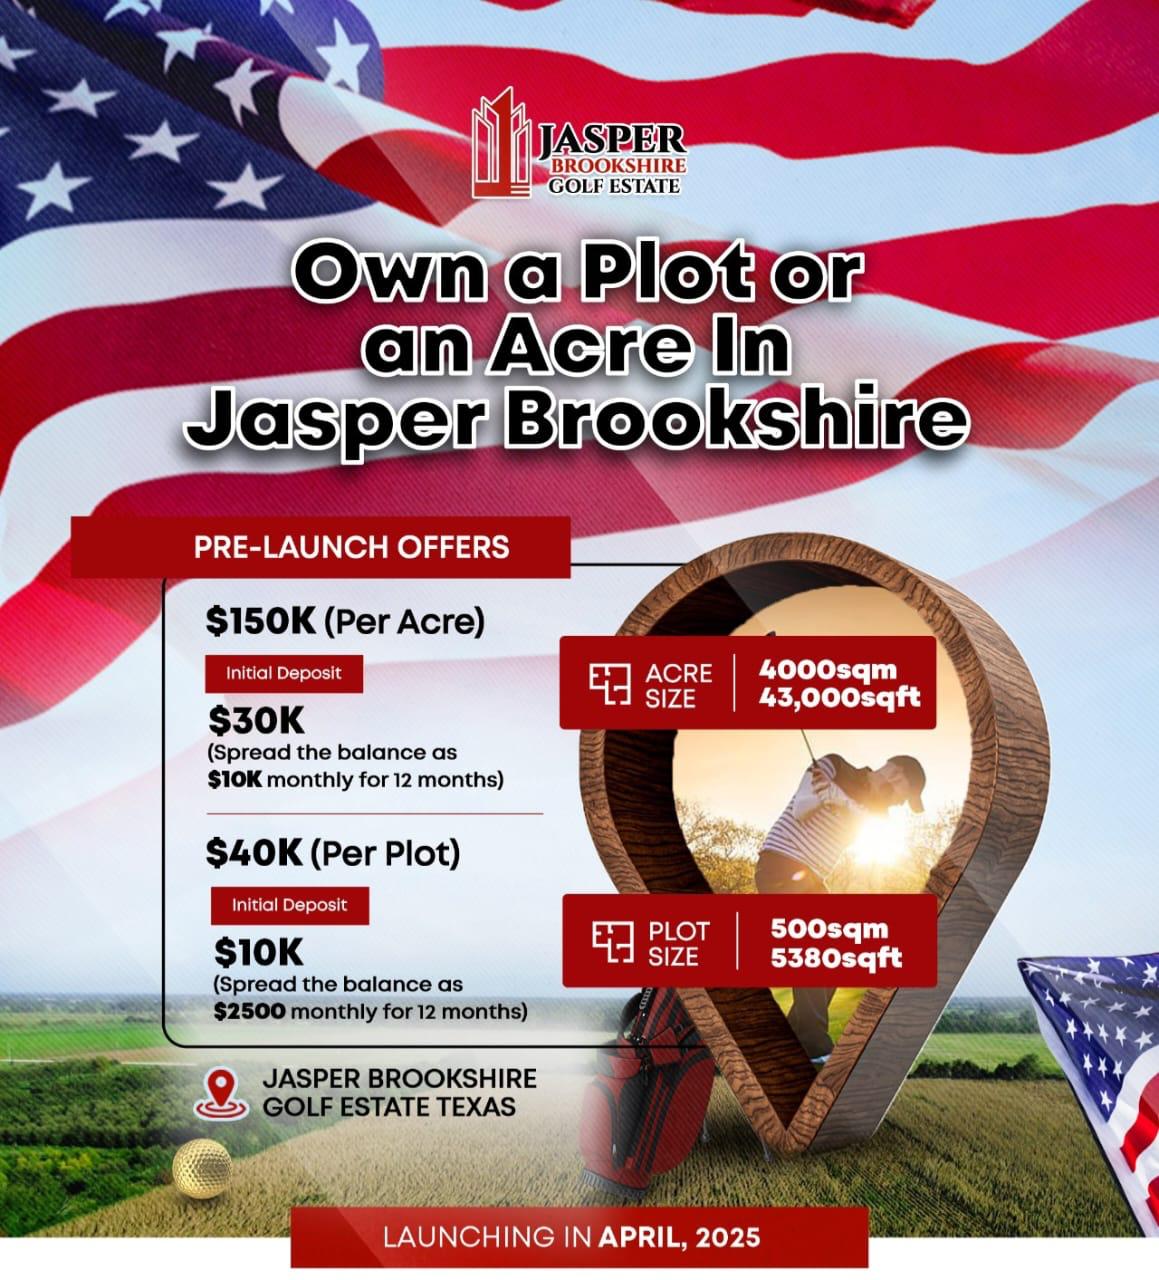 JASPER
BROOKSHIRE
GOLF ESTATE
Own a Plot or
an Acre In
Jasper Brookshire
PRE-LAUNCH OFFERS
$150K (Per Acre)
Initial Deposit
$30K
(Spread the balance as
$10K monthly for 12 months)
ACRE
SIZE
4000sqm
43,000sqft
$40K (Per Plot)
Initial Deposit
$10K
(Spread the balance as
$2500 monthly for 12 months)
PLOT
SIZE
500sqm
5380sqft
JASPER BROOKSHIRE
GOLF ESTATE TEXAS
LAUNCHING IN APRIL, 2025